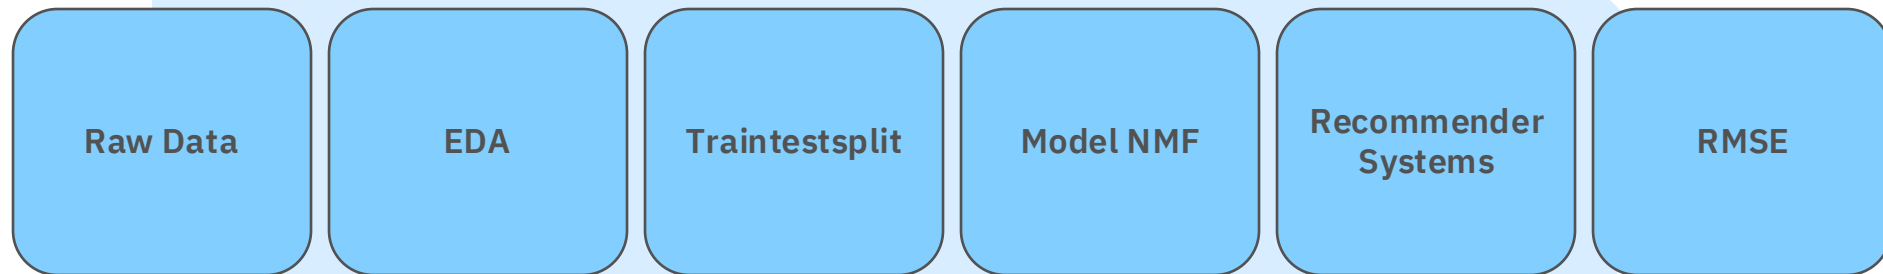 Raw Data
EDA
Traintestsplit
Model NMF
Recommender
Systems
RMSE